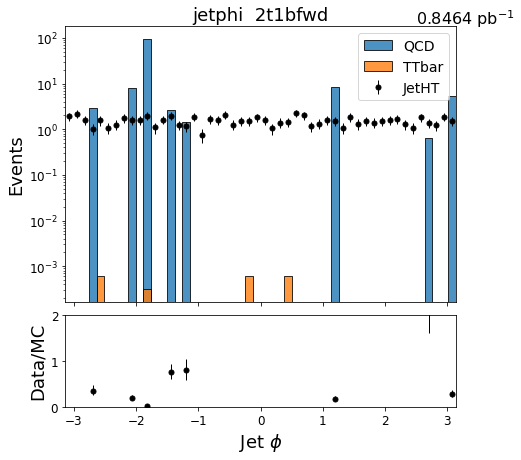 jetphi 2t1bfwd
0.8464 pb⁻¹
QCD
TTbar
JetHT
Events
10²
10¹
10⁰
10⁻¹
10⁻²
10⁻³
Data/MC
2
1
0
−3 −2 −1 0 1 2 3
Jet ϕ